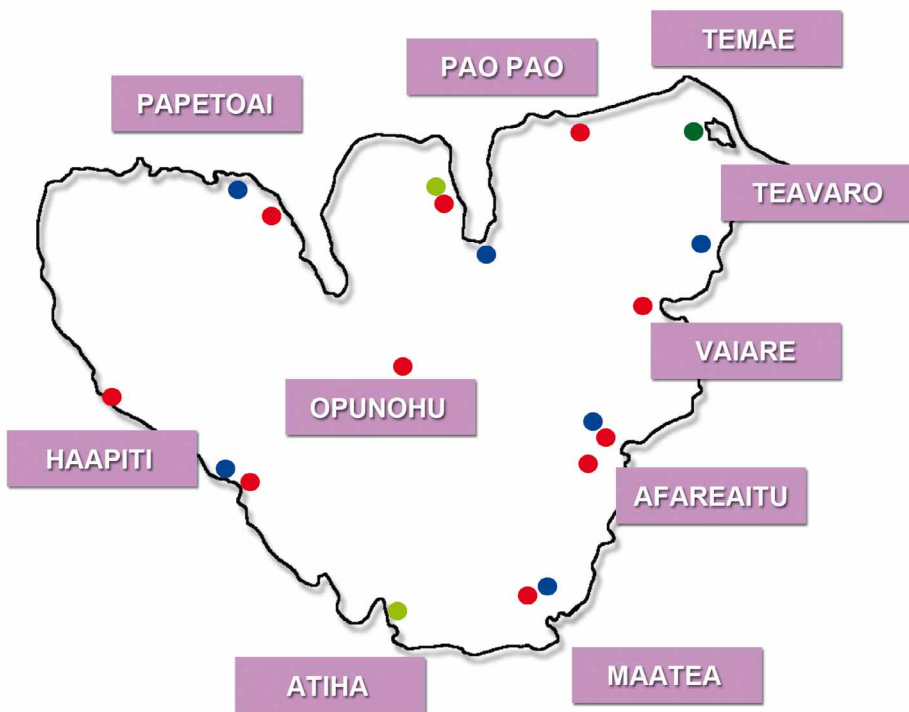 TEMAE
PAO PAO
PAPETOAI
TEAVARO
VAIARE
OPUNOHU
HAAPITI
AFAREAITU
MAATEA
ATIHA